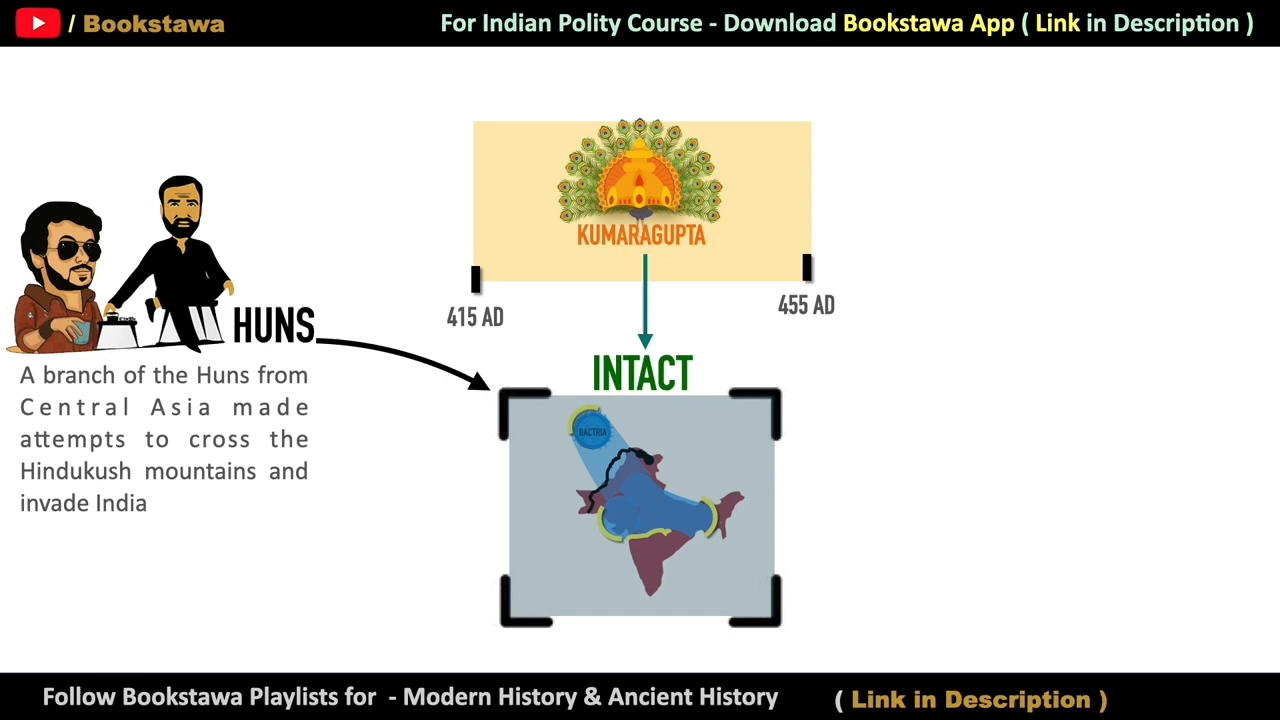 / Bookstawa
For Indian Polity Course - Download Bookstawa App ( Link in Description )
KUMARAGUPTA
415 AD
455 AD
INTACT
HUNS
A branch of the Huns from
Central Asia made
attempts to cross the
Hindukush mountains and
invade India
BACTRIA
Follow Bookstawa Playlists for - Modern History & Ancient History
( Link in Description )